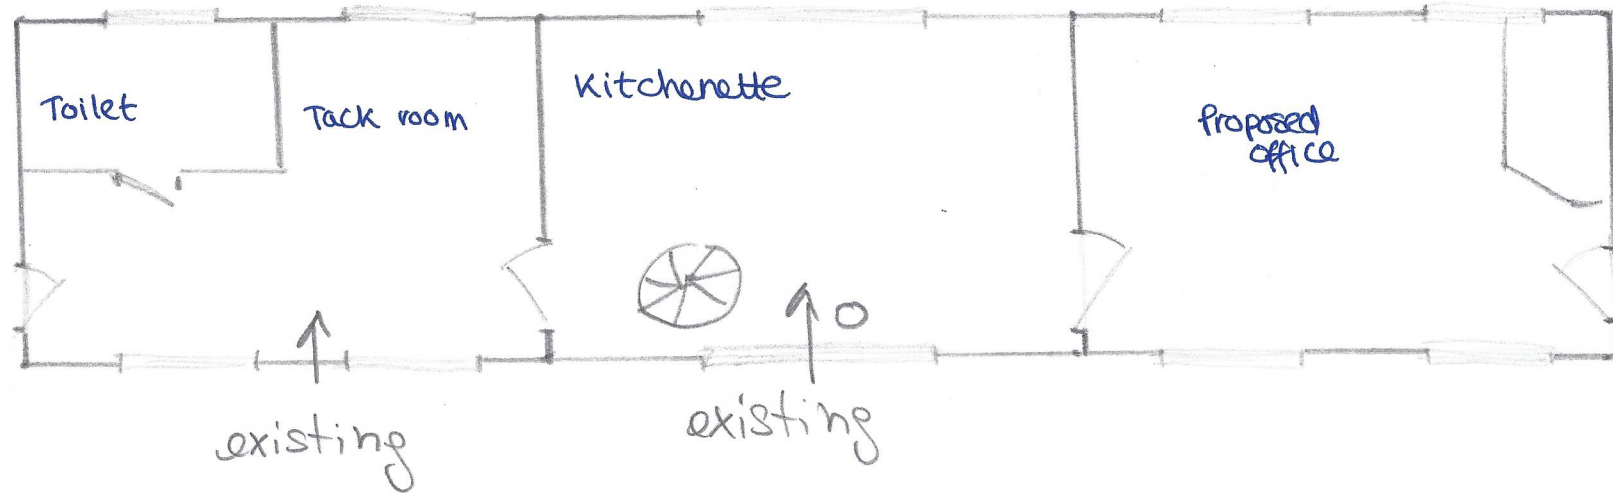 Toilet
Tack room
Kitchenette
Proposed
office
existing
existing